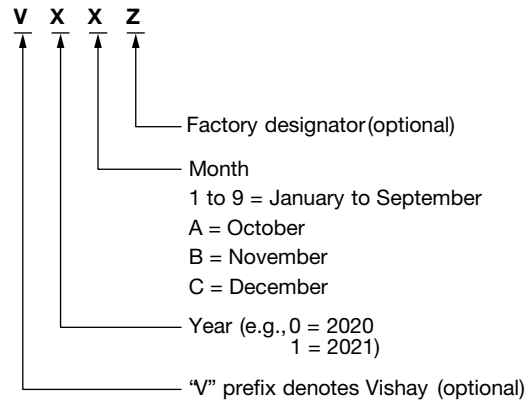 V X X Z
Factory designator(optional)
Month
1 to 9 = January to September
A = October
B = November
C = December
Year (e.g., 0 = 2020
1 = 2021)
“V” prefix denotes Vishay (optional)